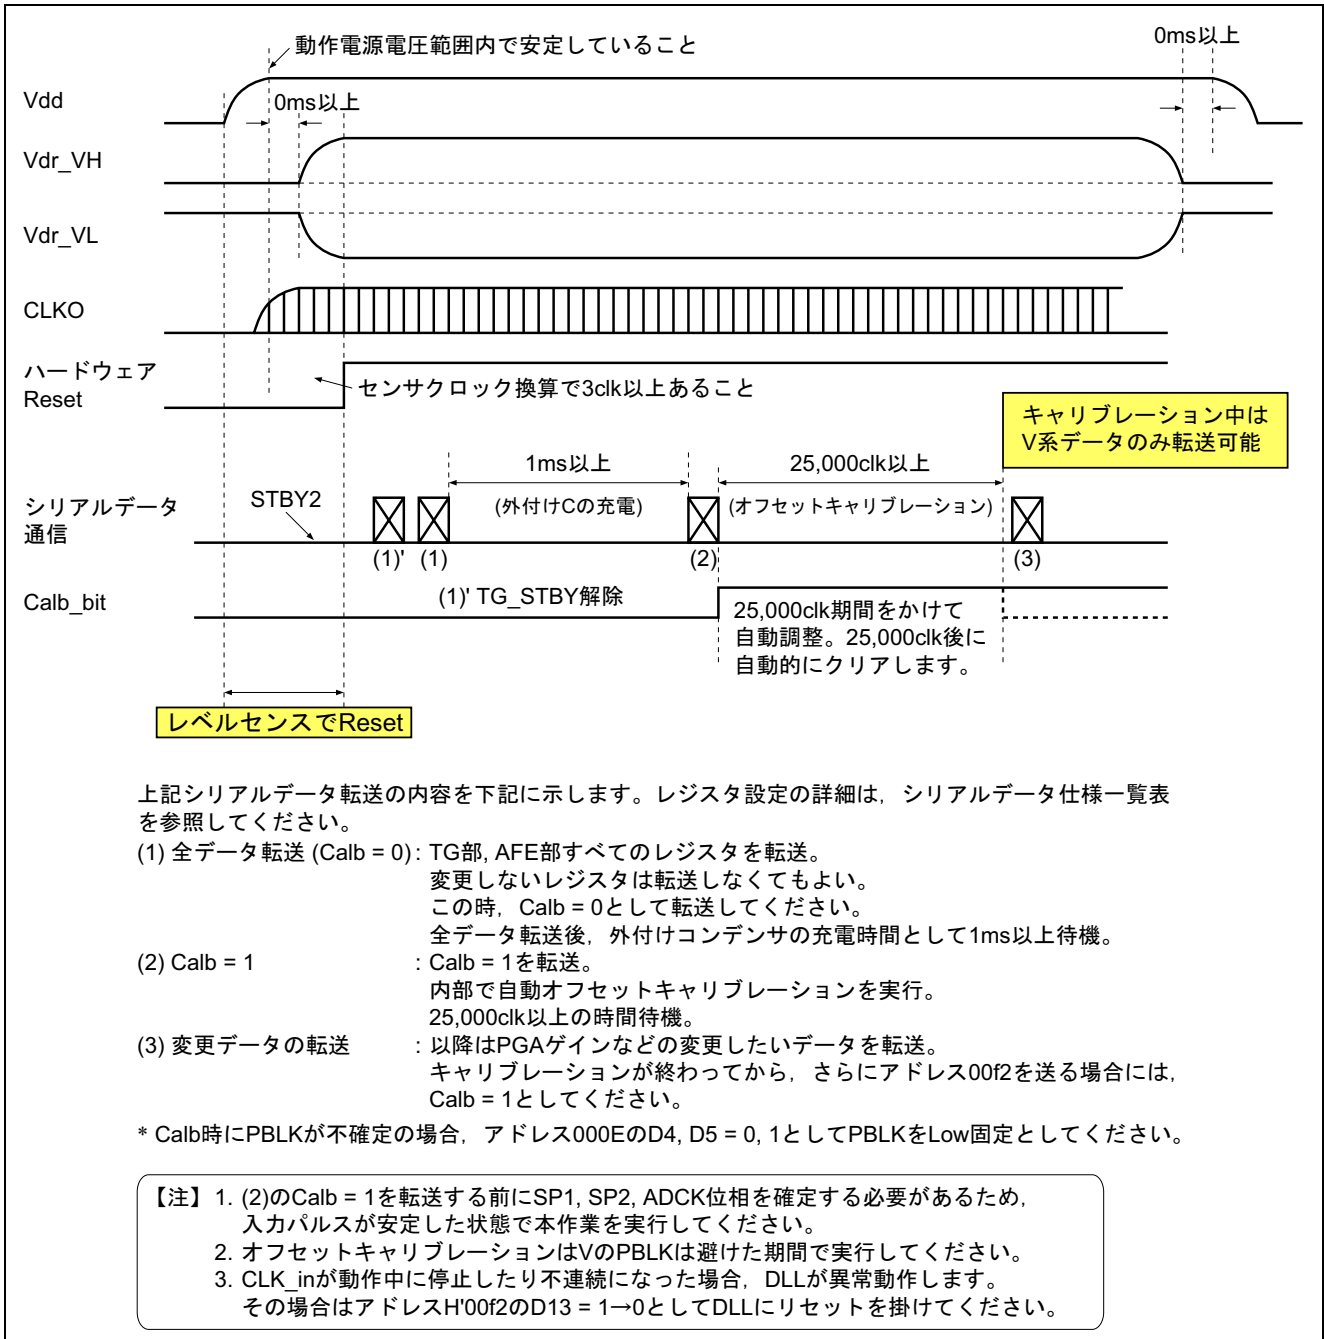 動作電源電圧範囲内で安定していること
0ms以上
Vdd
0ms以上
Vdr_VH
Vdr_VL
CLKO
ハードウェア
Reset
センサクロック換算で3clk以上あること
キャリブレーション中は
V系データのみ転送可能
1ms以上
25,000clk以上
シリアルデータ
通信
STBY2
(外付けCの充電)
(オフセットキャリブレーション)
(1)'
(1)
(2)
(3)
Calb_bit
(1)' TG_STBY解除
25,000clk期間をかけて
自動調整。25,000clk後に
自動的にクリアします。
レベルセンスでReset
上記シリアルデータ転送の内容を下記に示します。レジスタ設定の詳細は，シリアルデータ仕様一覧表
を参照してください。
(1) 全データ転送 (Calb = 0) : TG部, AFE部すべてのレジスタを転送。
変更しないレジスタは転送しなくてもよい。
この時，Calb = 0として転送してください。
全データ転送後，外付けコンデンサの充電時間として1ms以上待機。
(2) Calb = 1 : Calb = 1を転送。
内部で自動オフセットキャリブレーションを実行。
25,000clk以上の時間待機。
(3) 変更データの転送 : 以降はPGAゲインなどの変更したいデータを転送。
キャリブレーションが終わってから，さらにアドレス00f2を送る場合には，
Calb = 1としてください。
* Calb時にPBLKが不確定の場合，アドレス000EのD4, D5 = 0, 1としてPBLKをLow固定としてください。
【注】 1. (2)のCalb = 1を転送する前にSP1, SP2, ADCK位相を確定する必要があるため，
入力パルスが安定した状態で本作業を実行してください。
2. オフセットキャリブレーションはVのPBLKは避けた期間で実行してください。
3. CLK_inが動作中に停止したり不連続になった場合，DLLが異常動作します。
その場合はアドレスH'00f2のD13 = 1→0としてDLLにリセットを掛けてください。